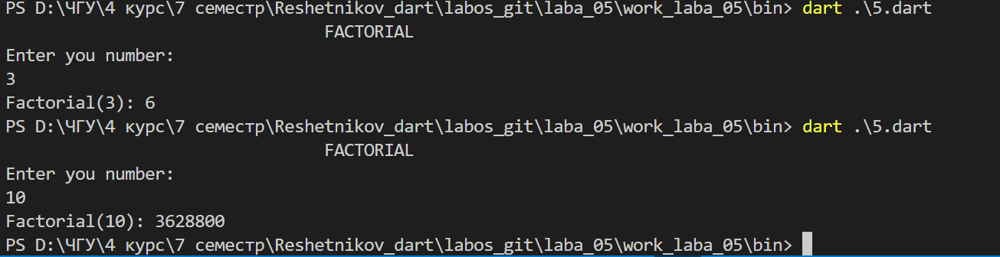 PS D:\ЧГУ\4 курс\7 семестр\Reshetnikov_dart\labos_git\laba_05\work_laba_05\bin> dart .\5.dart
FACTORIAL
Enter you number:
3
Factorial(3): 6
PS D:\ЧГУ\4 курс\7 семестр\Reshetnikov_dart\labos_git\laba_05\work_laba_05\bin> dart .\5.dart
FACTORIAL
Enter you number:
10
Factorial(10): 3628800
PS D:\ЧГУ\4 курс\7 семестр\Reshetnikov_dart\labos_git\laba_05\work_laba_05\bin>